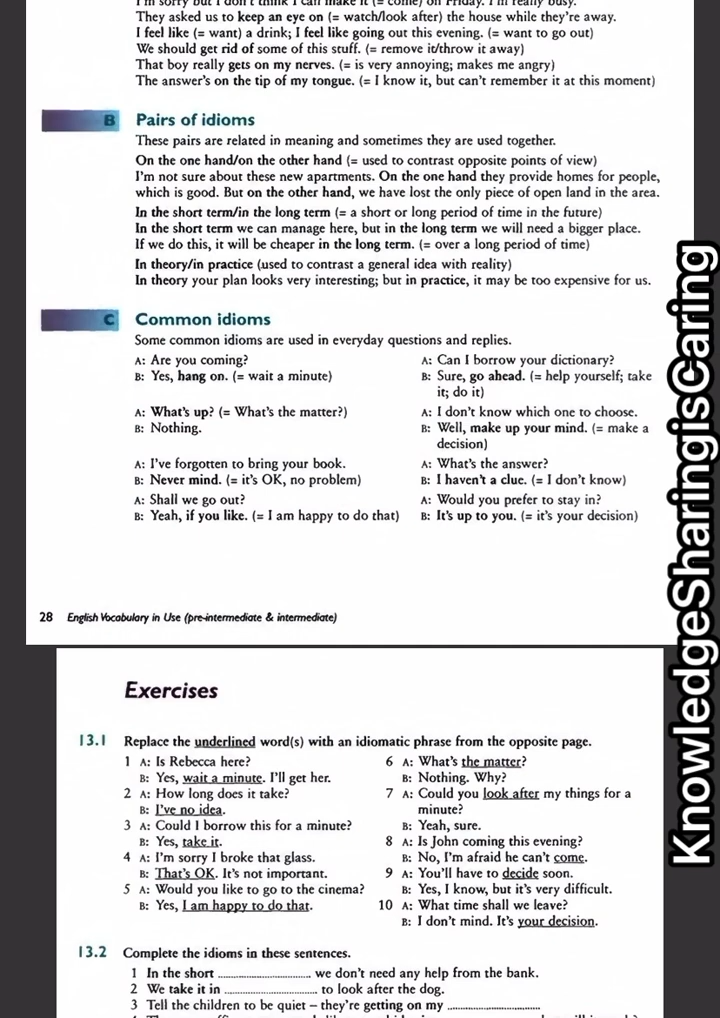 I'm sorry but I don't think I can make it (= come) on Friday. I'm really busy.
They asked us to keep an eye on (= watch/look after) the house while they're away.
I feel like (= want) a drink; I feel like going out this evening. (= want to go out)
We should get rid of some of this stuff. (= remove it/throw it away)
That boy really gets on my nerves. (= is very annoying; makes me angry)
The answer's on the tip of my tongue. (= I know it, but can't remember it at this moment)
B Pairs of idioms
These pairs are related in meaning and sometimes they are used together.
On the one hand/on the other hand (= used to contrast opposite points of view)
I'm not sure about these new apartments. On the one hand they provide homes for people,
which is good. But on the other hand, we have lost the only piece of open land in the area.
In the short term/in the long term (= a short or long period of time in the future)
In the short term we can manage here, but in the long term we will need a bigger place.
If we do this, it will be cheaper in the long term. (= over a long period of time)
In theory/in practice (used to contrast a general idea with reality)
In theory your plan looks very interesting; but in practice, it may be too expensive for us.
C Common idioms
Some common idioms are used in everyday questions and replies.
A: Are you coming?
B: Yes, hang on. (= wait a minute)
A: What's up? (= What's the matter?)
B: Nothing.
A: I've forgotten to bring your book.
B: Never mind. (= it's OK, no problem)
A: Shall we go out?
B: Yeah, if you like. (= I am happy to do that)
A: Can I borrow your dictionary?
B: Sure, go ahead. (= help yourself; take
it; do it)
A: I don't know which one to choose.
B: Well, make up your mind. (= make a
decision)
A: What's the answer?
B: I haven't a clue. (= I don't know)
A: Would you prefer to stay in?
B: It's up to you. (= it's your decision)
28 English Vocabulary in Use (pre-intermediate & intermediate)
Exercises
13.1 Replace the underlined word(s) with an idiomatic phrase from the opposite page.
1 A: Is Rebecca here?
B: Yes, wait a minute. I'll get her.
2 A: How long does it take?
B: I've no idea.
3 A: Could I borrow this for a minute?
B: Yes, take it.
4 A: I'm sorry I broke that glass.
B: That's OK. It's not important.
5 A: Would you like to go to the cinema?
B: Yes, I am happy to do that.
6 A: What's the matter?
B: Nothing. Why?
7 A: Could you look after my things for a
minute?
B: Yeah, sure.
8 A: Is John coming this evening?
B: No, I'm afraid he can't come.
9 A: You'll have to decide soon.
B: Yes, I know, but it's very difficult.
10 A: What time shall we leave?
B: I don't mind. It's your decision.
13.2 Complete the idioms in these sentences.
1 In the short .............................. we don't need any help from the bank.
2 We take it in .............................. to look after the dog.
3 Tell the children to be quiet – they're getting on my ..............................
KnowledgeSharingisCaring